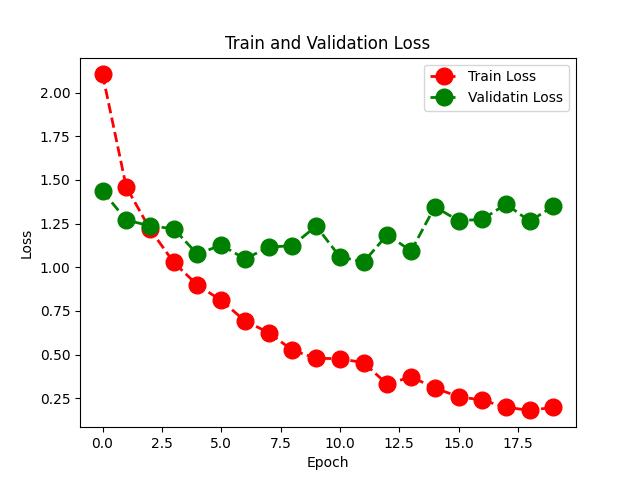 Train and Validation Loss
Train Loss
Validatin Loss
2.00
1.75
1.50
1.25
1.00
0.75
0.50
0.25
Loss
0.0 2.5 5.0 7.5 10.0 12.5 15.0 17.5
Epoch